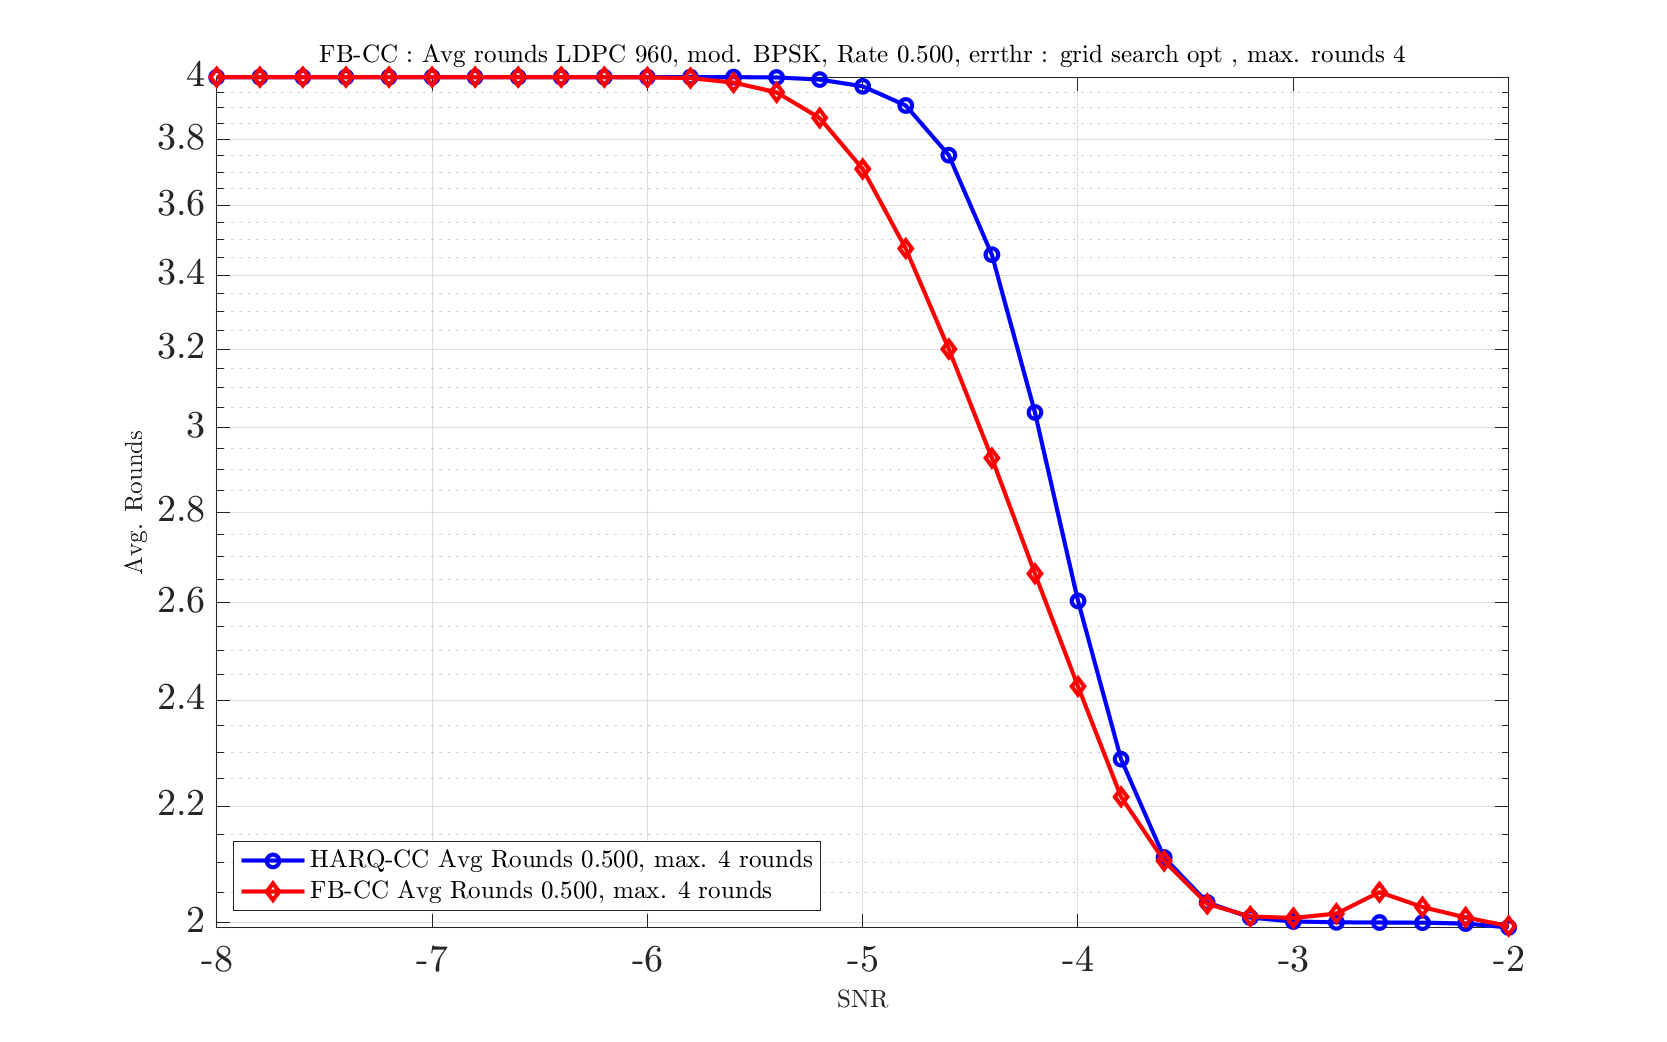 FB-CC : Avg rounds LDPC 960, mod. BPSK, Rate 0.500, errthr : grid search opt , max. rounds 4
4
3.8
3.6
3.4
3.2
3
2.8
2.6
2.4
2.2
2
Avg. Rounds
HARQ-CC Avg Rounds 0.500, max. 4 rounds
FB-CC Avg Rounds 0.500, max. 4 rounds
-8 -7 -6 -5 -4 -3 -2
SNR